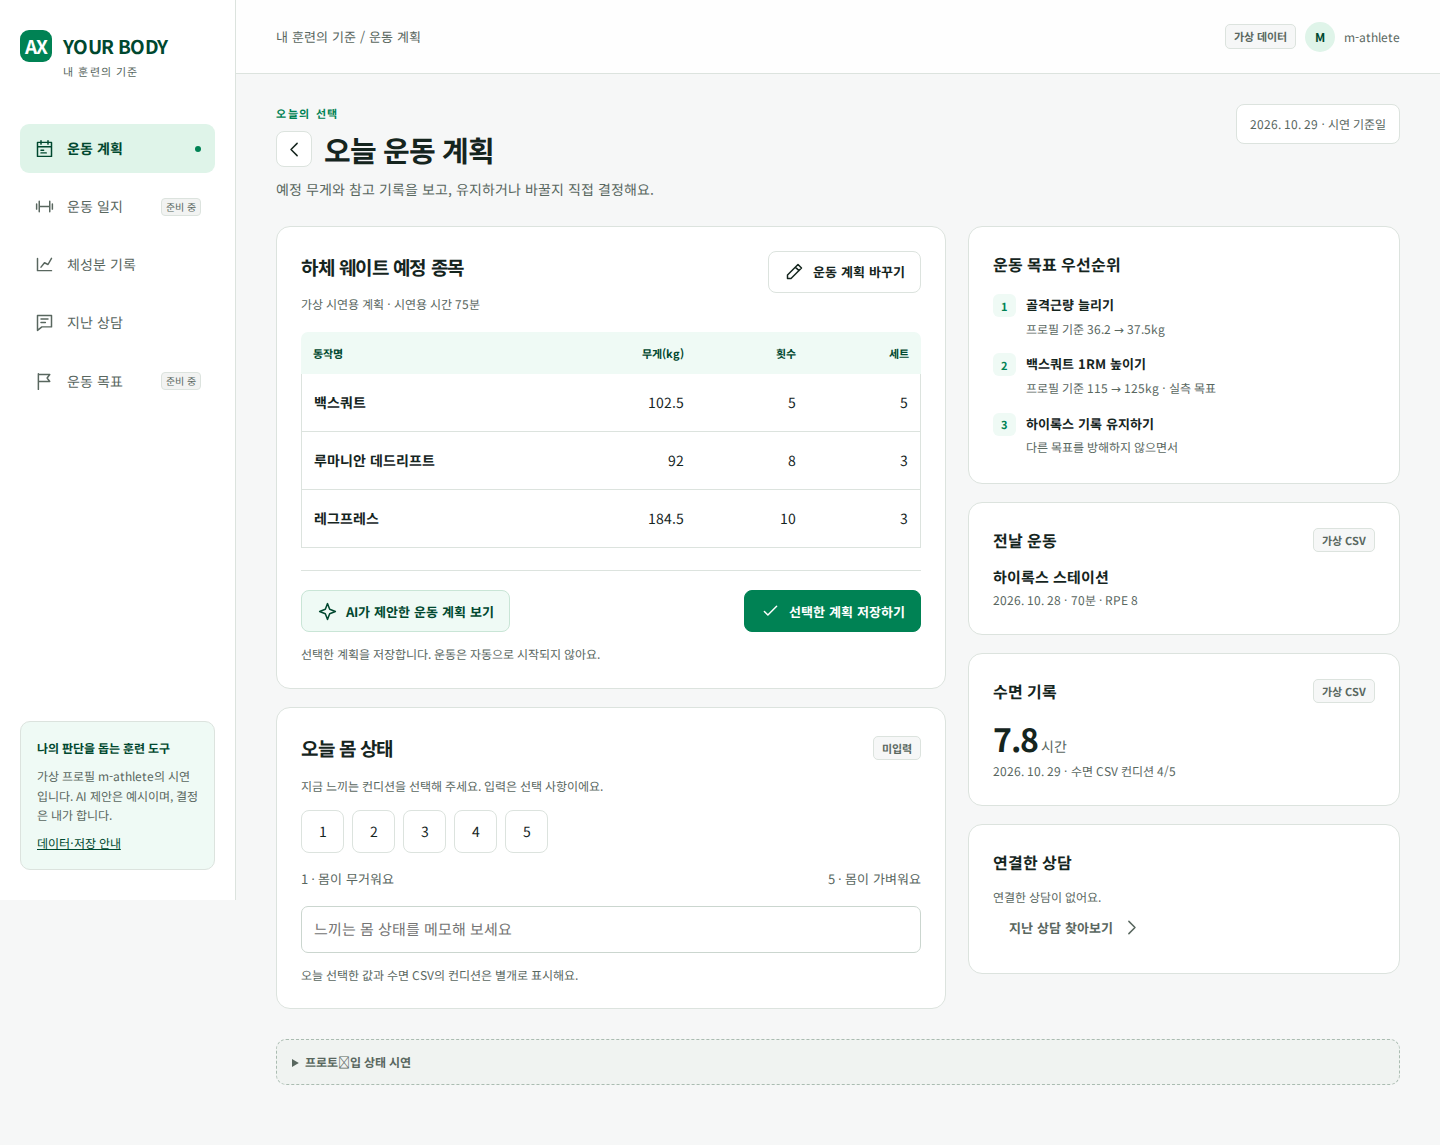 AX YOUR BODY
내 훈련의 기준
운동 계획
운동 일지 준비 중
체성분 기록
지난 상담
운동 목표 준비 중
나의 판단을 돕는 훈련 도구
가상 프로필 m-athlete의 시연
입니다. AI 제안은 예시이며, 결정
은 내가 합니다.
데이터·저장 안내
내 훈련의 기준 / 운동 계획
가상 데이터 M m-athlete
오늘의 선택
오늘 운동 계획
예정 무게와 참고 기록을 보고, 유지하거나 바꿀지 직접 결정해요.
2026. 10. 29 · 시연 기준일
하체 웨이트 예정 종목
운동 계획 바꾸기
가상 시연용 계획 · 시연용 시간 75분
동작명 무게(kg) 횟수 세트
백스쿼트 102.5 5 5
루마니안 데드리프트 92 8 3
레그프레스 184.5 10 3
AI가 제안한 운동 계획 보기
선택한 계획 저장하기
선택한 계획을 저장합니다. 운동은 자동으로 시작되지 않아요.
오늘 몸 상태 미입력
지금 느끼는 컨디션을 선택해 주세요. 입력은 선택 사항이에요.
1 2 3 4 5
1 · 몸이 무거워요 5 · 몸이 가벼워요
느끼는 몸 상태를 메모해 보세요
오늘 선택한 값과 수면 CSV의 컨디션은 별개로 표시해요.
운동 목표 우선순위
1 골격근량 늘리기
프로필 기준 36.2 → 37.5kg
2 백스쿼트 1RM 높이기
프로필 기준 115 → 125kg · 실측 목표
3 하이록스 기록 유지하기
다른 목표를 방해하지 않으면서
전날 운동 가상 CSV
하이록스 스테이션
2026. 10. 28 · 70분 · RPE 8
수면 기록 가상 CSV
7.8 시간
2026. 10. 29 · 수면 CSV 컨디션 4/5
연결한 상담
연결한 상담이 없어요.
지난 상담 찾아보기
상태 시연